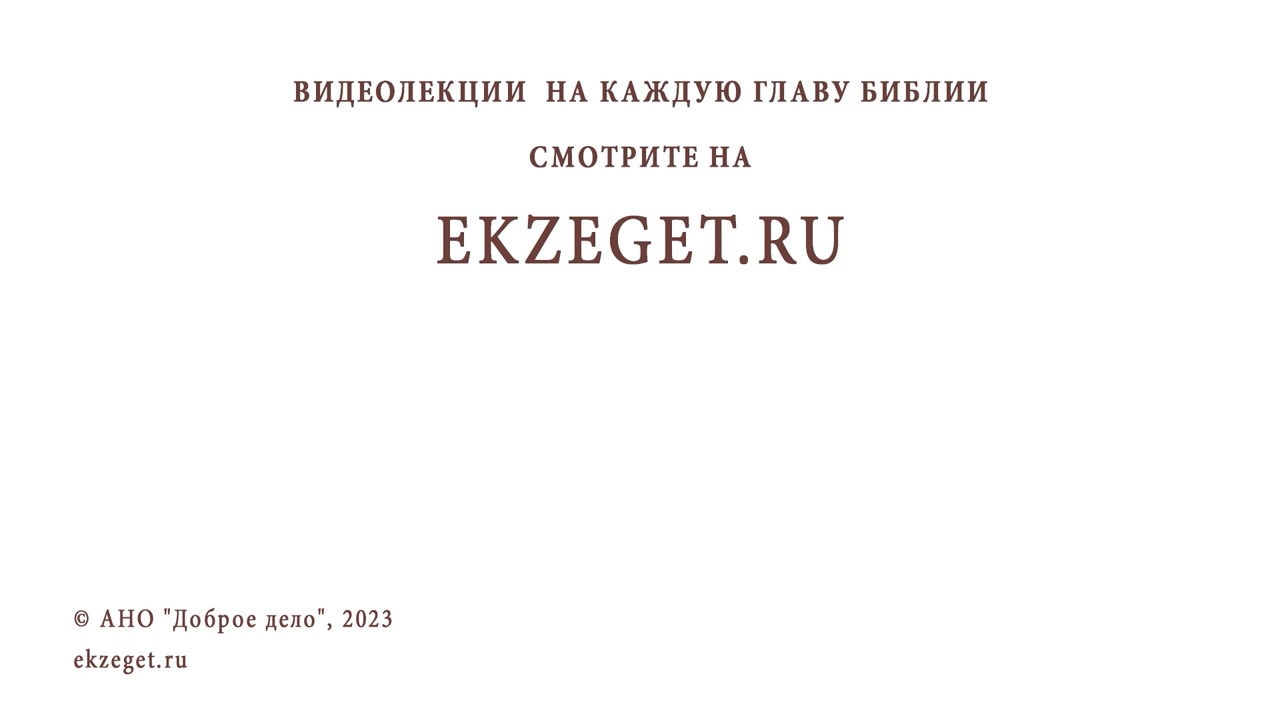 ВИДЕОЛЕКЦИИ НА КАЖДУЮ ГЛАВУ БИБЛИИ
СМОТРИТЕ НА
EKZEGET.RU
© АНО "Доброе дело", 2023
ekzeget.ru